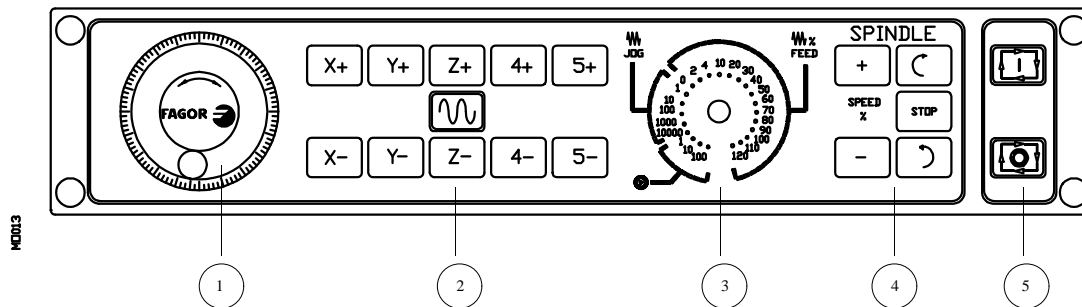 SPINDLE
JOG
% FEED
X+ Y+ Z+ 4+ 5+ +
FAGOR
SPEED %
STOP
X- Y- Z- 4- 5- -
0 2 4 10 20 30 40 50 60 70 80 90 100 110 120
1 10 100 1000 10000
1 10 100
MD013
1 2 3 4 5